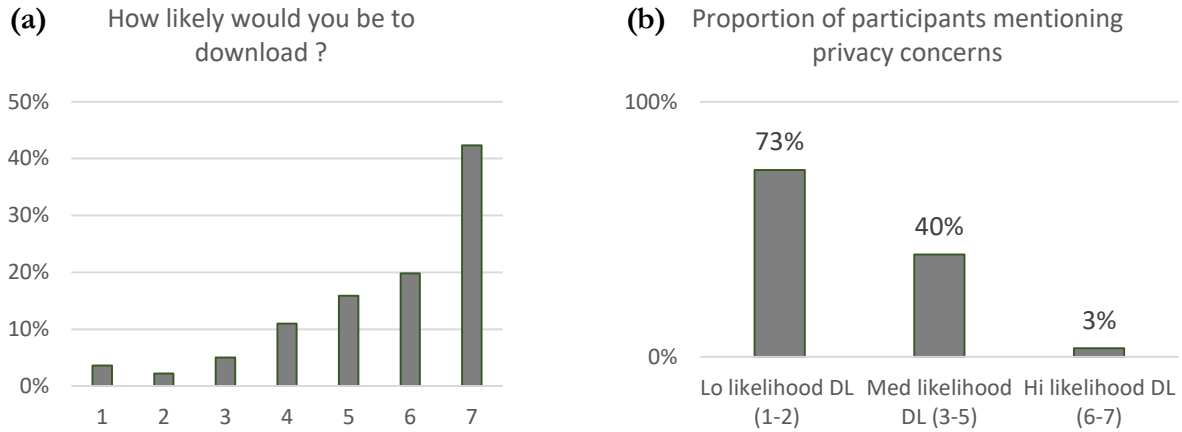 (a) How likely would you be to
download ?
50%
40%
30%
20%
10%
0%
1 2 3 4 5 6 7
(b) Proportion of participants mentioning
privacy concerns
100%
73%
40%
3%
0%
Lo likelihood DL Med likelihood Hi likelihood DL
(1-2) DL (3-5) (6-7)